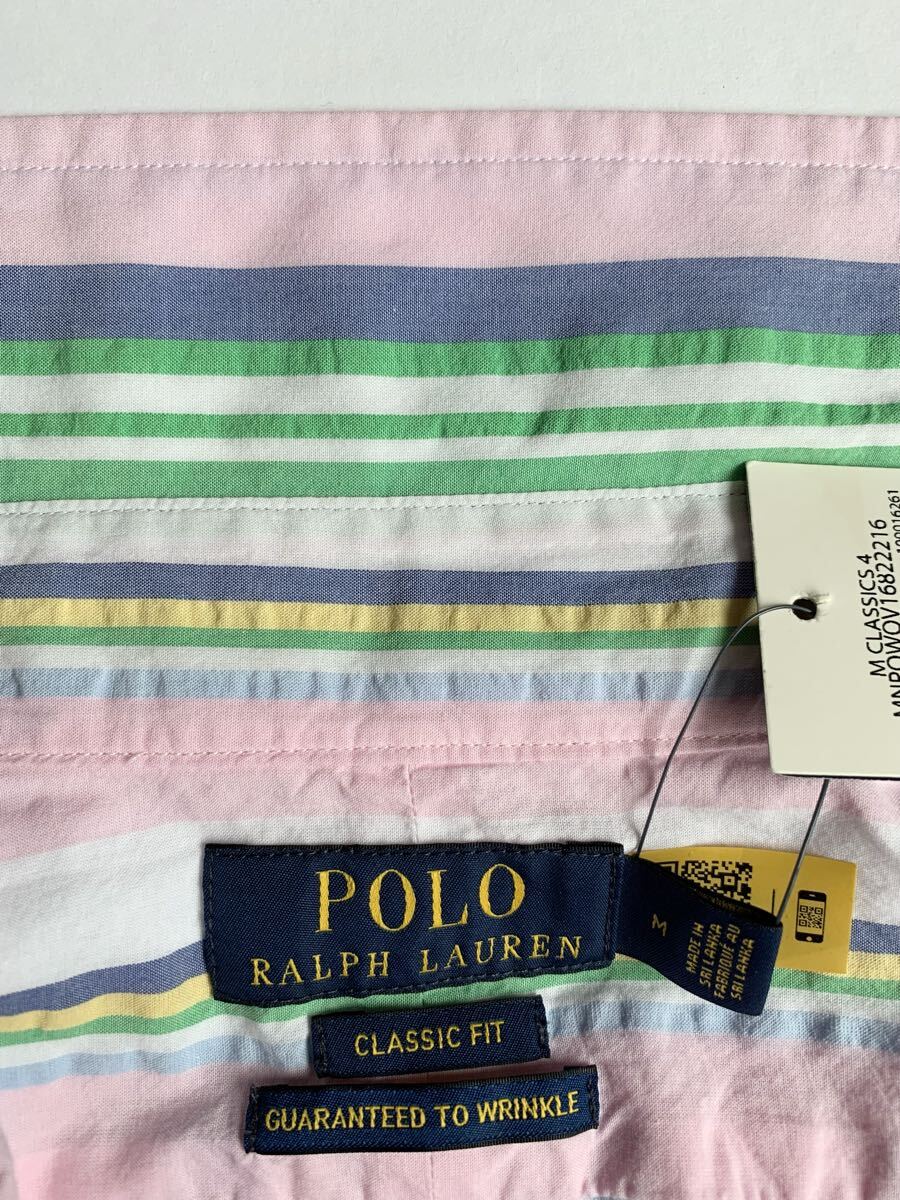 POLO
RALPH LAUREN
CLASSIC FIT
GUARANTEED TO WRINKLE
M
MADE IN
SRI LANKA
FABRIQUÉ AU
SRI LANKA
M CLASSICS 4
MNPOWOV16822216